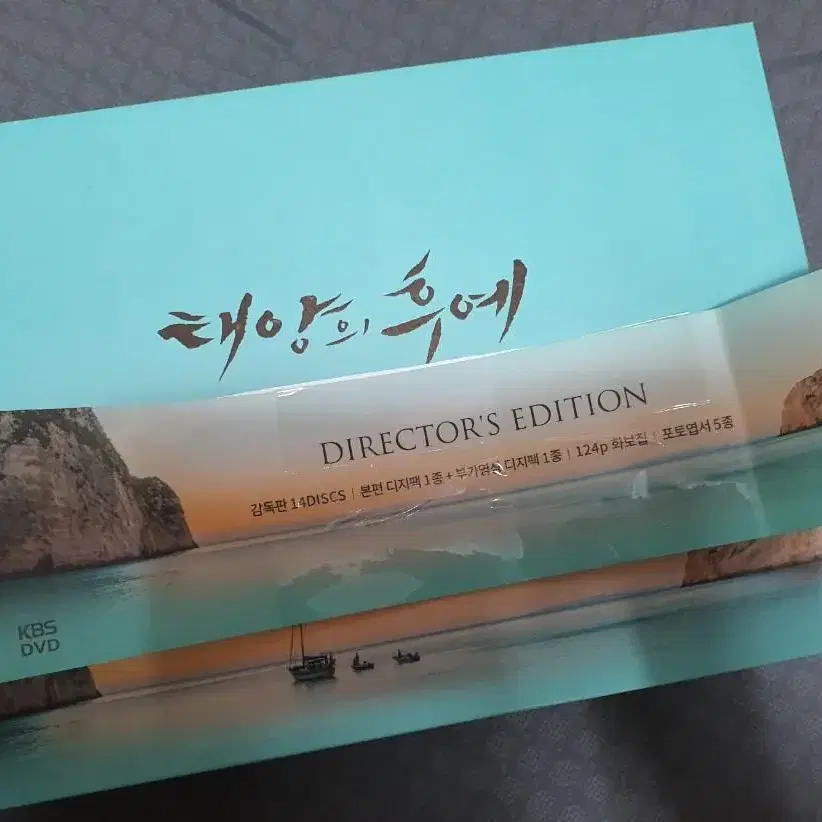 태양의 후예
DIRECTOR'S EDITION
감독판 14DISCS | 본편 디지팩 1종 + 부가영상 디지팩 1종 | 124p 화보집 | 포토엽서 5종
KBS
DVD